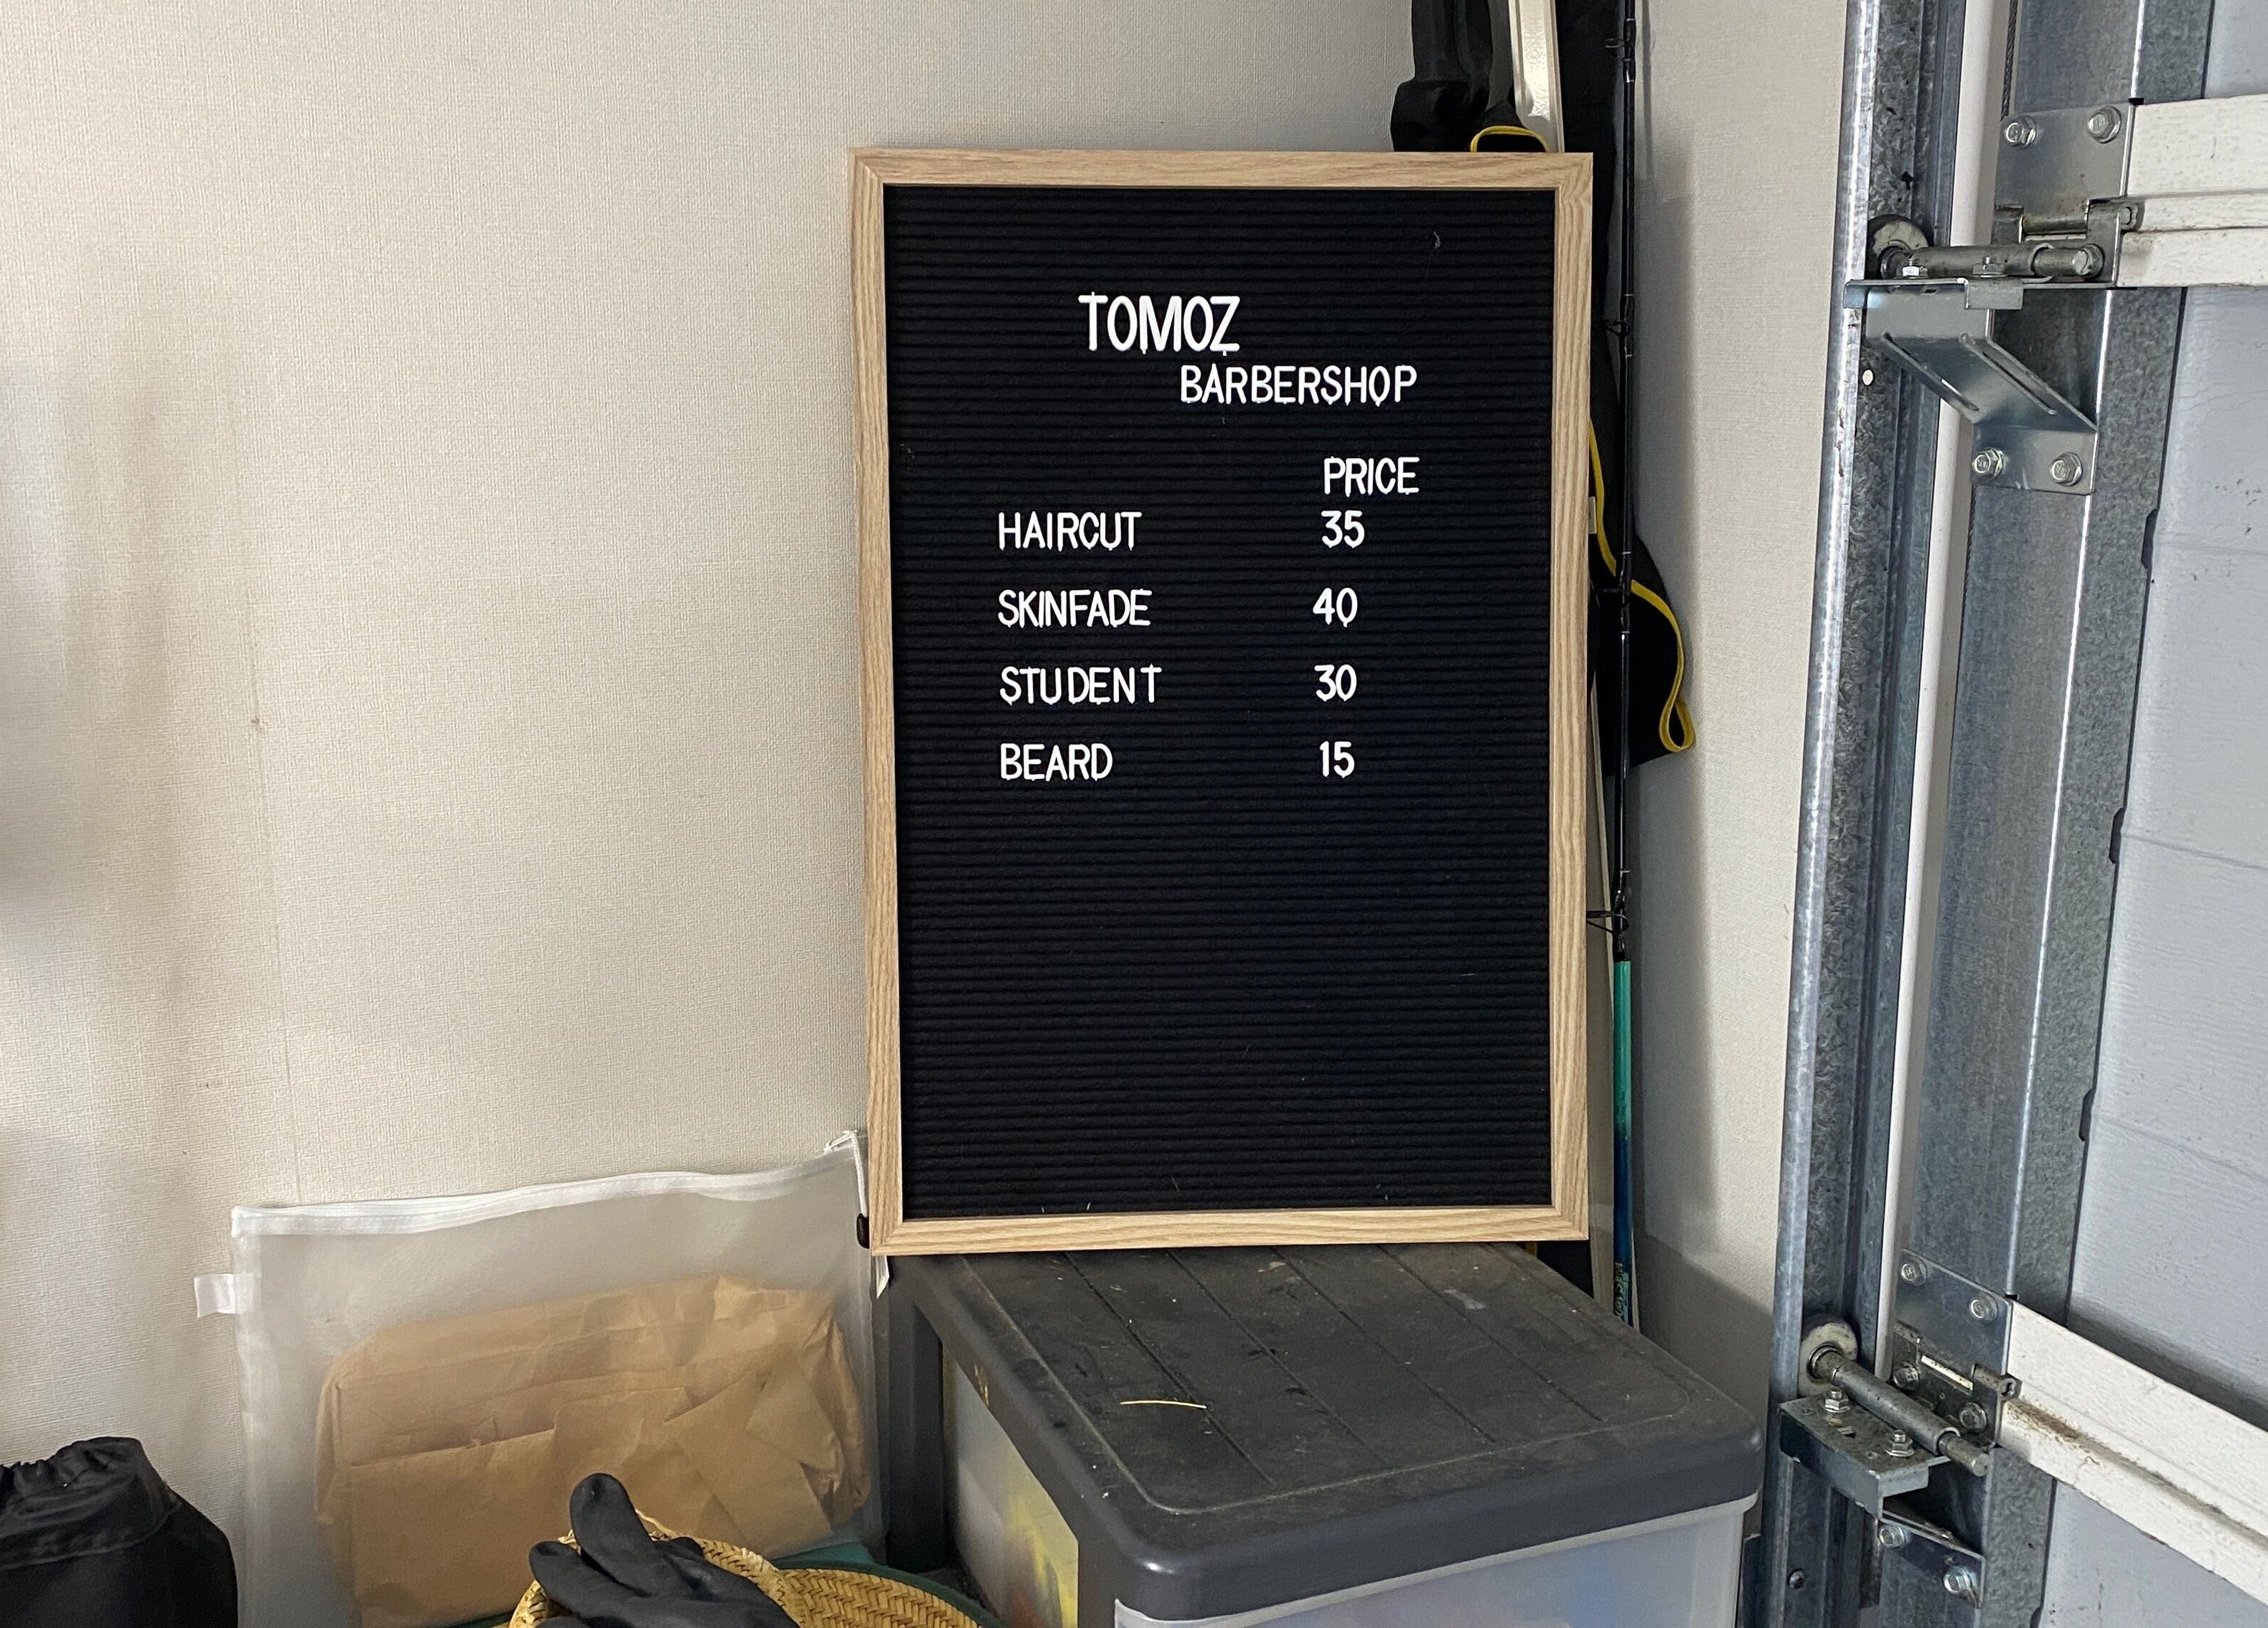 TOMOZ
BARBERSHOP
PRICE
HAIRCUT 35
SKINFADE 40
STUDENT 30
BEARD 15